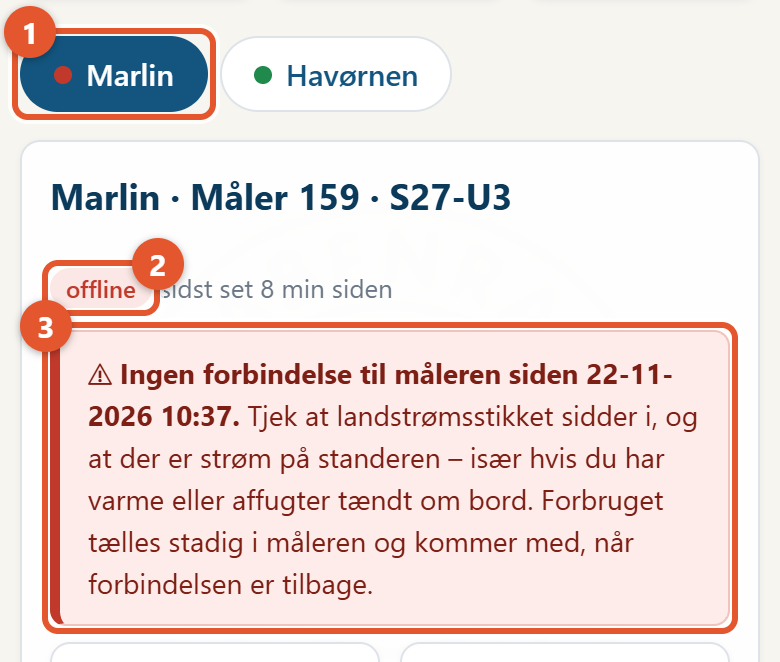 1
Marlin
Havørnen
Marlin · Måler 159 · S27-U3
2
offline
sidst set 8 min siden
3
⚠ Ingen forbindelse til måleren siden 22-11-
2026 10:37. Tjek at landstrømsstikket sidder i, og
at der er strøm på standeren – især hvis du har
varme eller affugter tændt om bord. Forbruget
tælles stadig i måleren og kommer med, når
forbindelsen er tilbage.